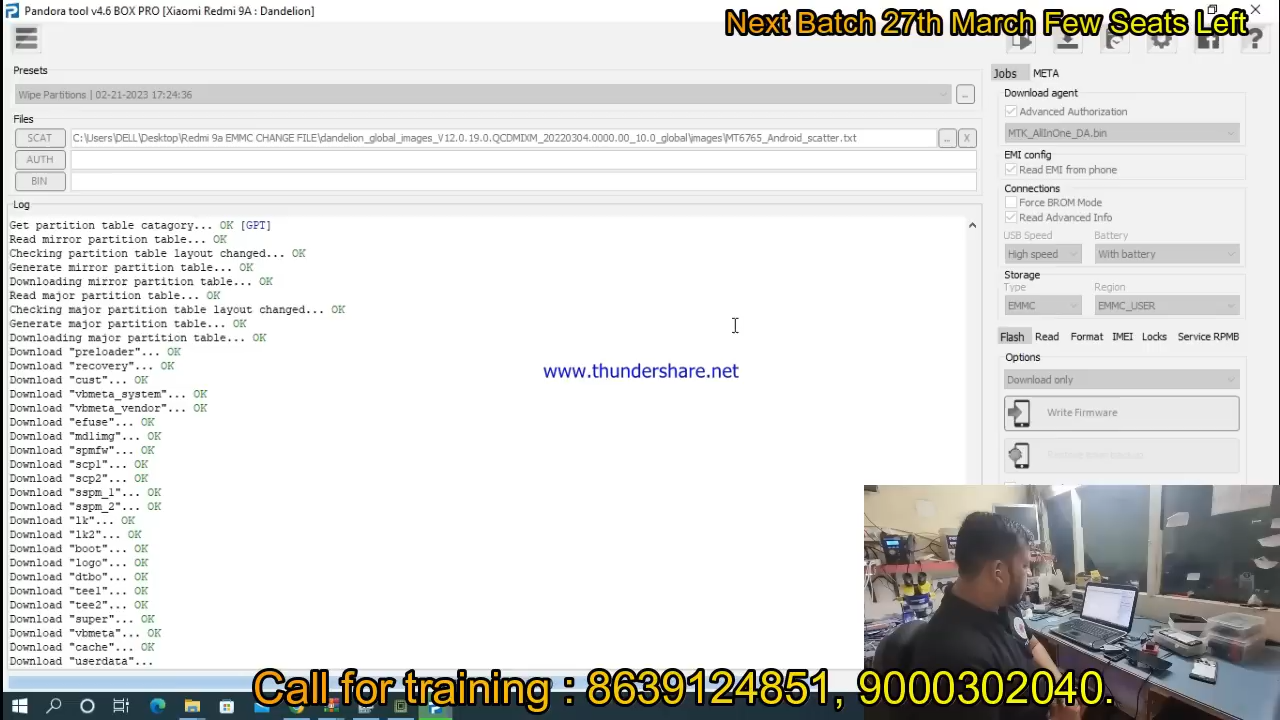 Pandora tool v4.6 BOX PRO [Xiaomi Redmi 9A : Dandelion]
Next Batch 27th March Few Seats Left
Presets
Wipe Partitions | 02-21-2023 17:24:36
...
Files
SCAT
C:\Users\DELL\Desktop\Redmi 9a EMMC CHANGE FILE\dandelion_global_images_V12.0.19.0.QCDMIXM_20220304.0000.00_10.0_global\images\MT6765_Android_scatter.txt
...
X
AUTH
BIN
Log
Get partition table catagory... OK [GPT]
Read mirror partition table... OK
Checking partition table layout changed... OK
Generate mirror partition table... OK
Downloading mirror partition table... OK
Read major partition table... OK
Checking major partition table layout changed... OK
Generate major partition table... OK
Downloading major partition table... OK
Download "preloader"... OK
Download "recovery"... OK
Download "cust"... OK
Download "vbmeta_system"... OK
Download "vbmeta_vendor"... OK
Download "efuse"... OK
Download "md1img"... OK
Download "spmfw"... OK
Download "scp1"... OK
Download "scp2"... OK
Download "sspm_1"... OK
Download "sspm_2"... OK
Download "lk"... OK
Download "lk2"... OK
Download "boot"... OK
Download "logo"... OK
Download "dtbo"... OK
Download "tee1"... OK
Download "tee2"... OK
Download "super"... OK
Download "vbmeta"... OK
Download "cache"... OK
Download "userdata"...
www.thundershare.net
Jobs META
Download agent
Advanced Authorization
MTK_AllInOne_DA.bin
EMI config
Read EMI from phone
Connections
Force BROM Mode
Read Advanced Info
USB Speed Battery
High speed With battery
Storage
Type Region
EMMC EMMC_USER
Flash Read Format IMEI Locks Service RPMB
Options
Download only
Write Firmware
Call for training : 8639124851, 9000302040.